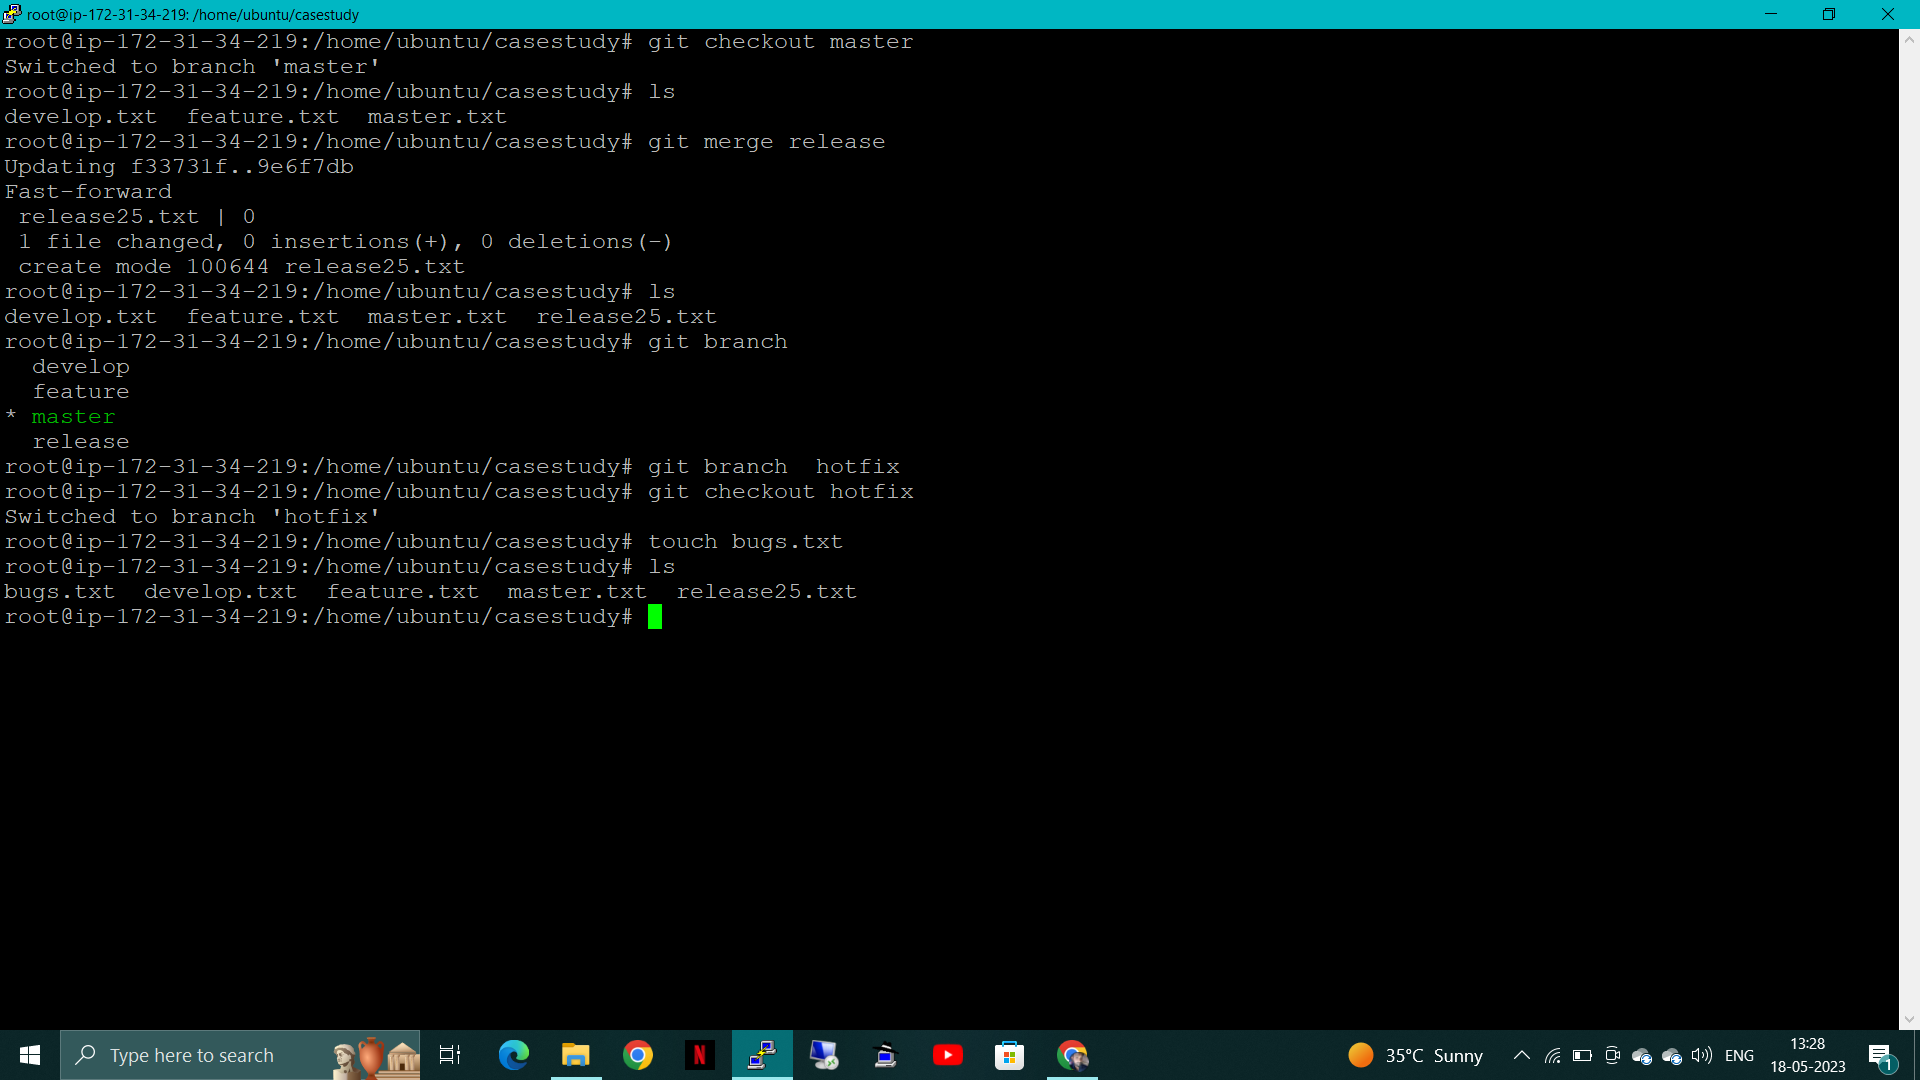 root@ip-172-31-34-219: /home/ubuntu/casestudy
root@ip-172-31-34-219:/home/ubuntu/casestudy# git checkout master
Switched to branch 'master'
root@ip-172-31-34-219:/home/ubuntu/casestudy# ls
develop.txt  feature.txt  master.txt
root@ip-172-31-34-219:/home/ubuntu/casestudy# git merge release
Updating f33731f..9e6f7db
Fast-forward
 release25.txt | 0
 1 file changed, 0 insertions(+), 0 deletions(-)
 create mode 100644 release25.txt
root@ip-172-31-34-219:/home/ubuntu/casestudy# ls
develop.txt  feature.txt  master.txt  release25.txt
root@ip-172-31-34-219:/home/ubuntu/casestudy# git branch
  develop
  feature
* master
  release
root@ip-172-31-34-219:/home/ubuntu/casestudy# git branch  hotfix
root@ip-172-31-34-219:/home/ubuntu/casestudy# git checkout hotfix
Switched to branch 'hotfix'
root@ip-172-31-34-219:/home/ubuntu/casestudy# touch bugs.txt
root@ip-172-31-34-219:/home/ubuntu/casestudy# ls
bugs.txt  develop.txt  feature.txt  master.txt  release25.txt
root@ip-172-31-34-219:/home/ubuntu/casestudy#
Type here to search
N
35°C Sunny
ENG
13:28
18-05-2023
1